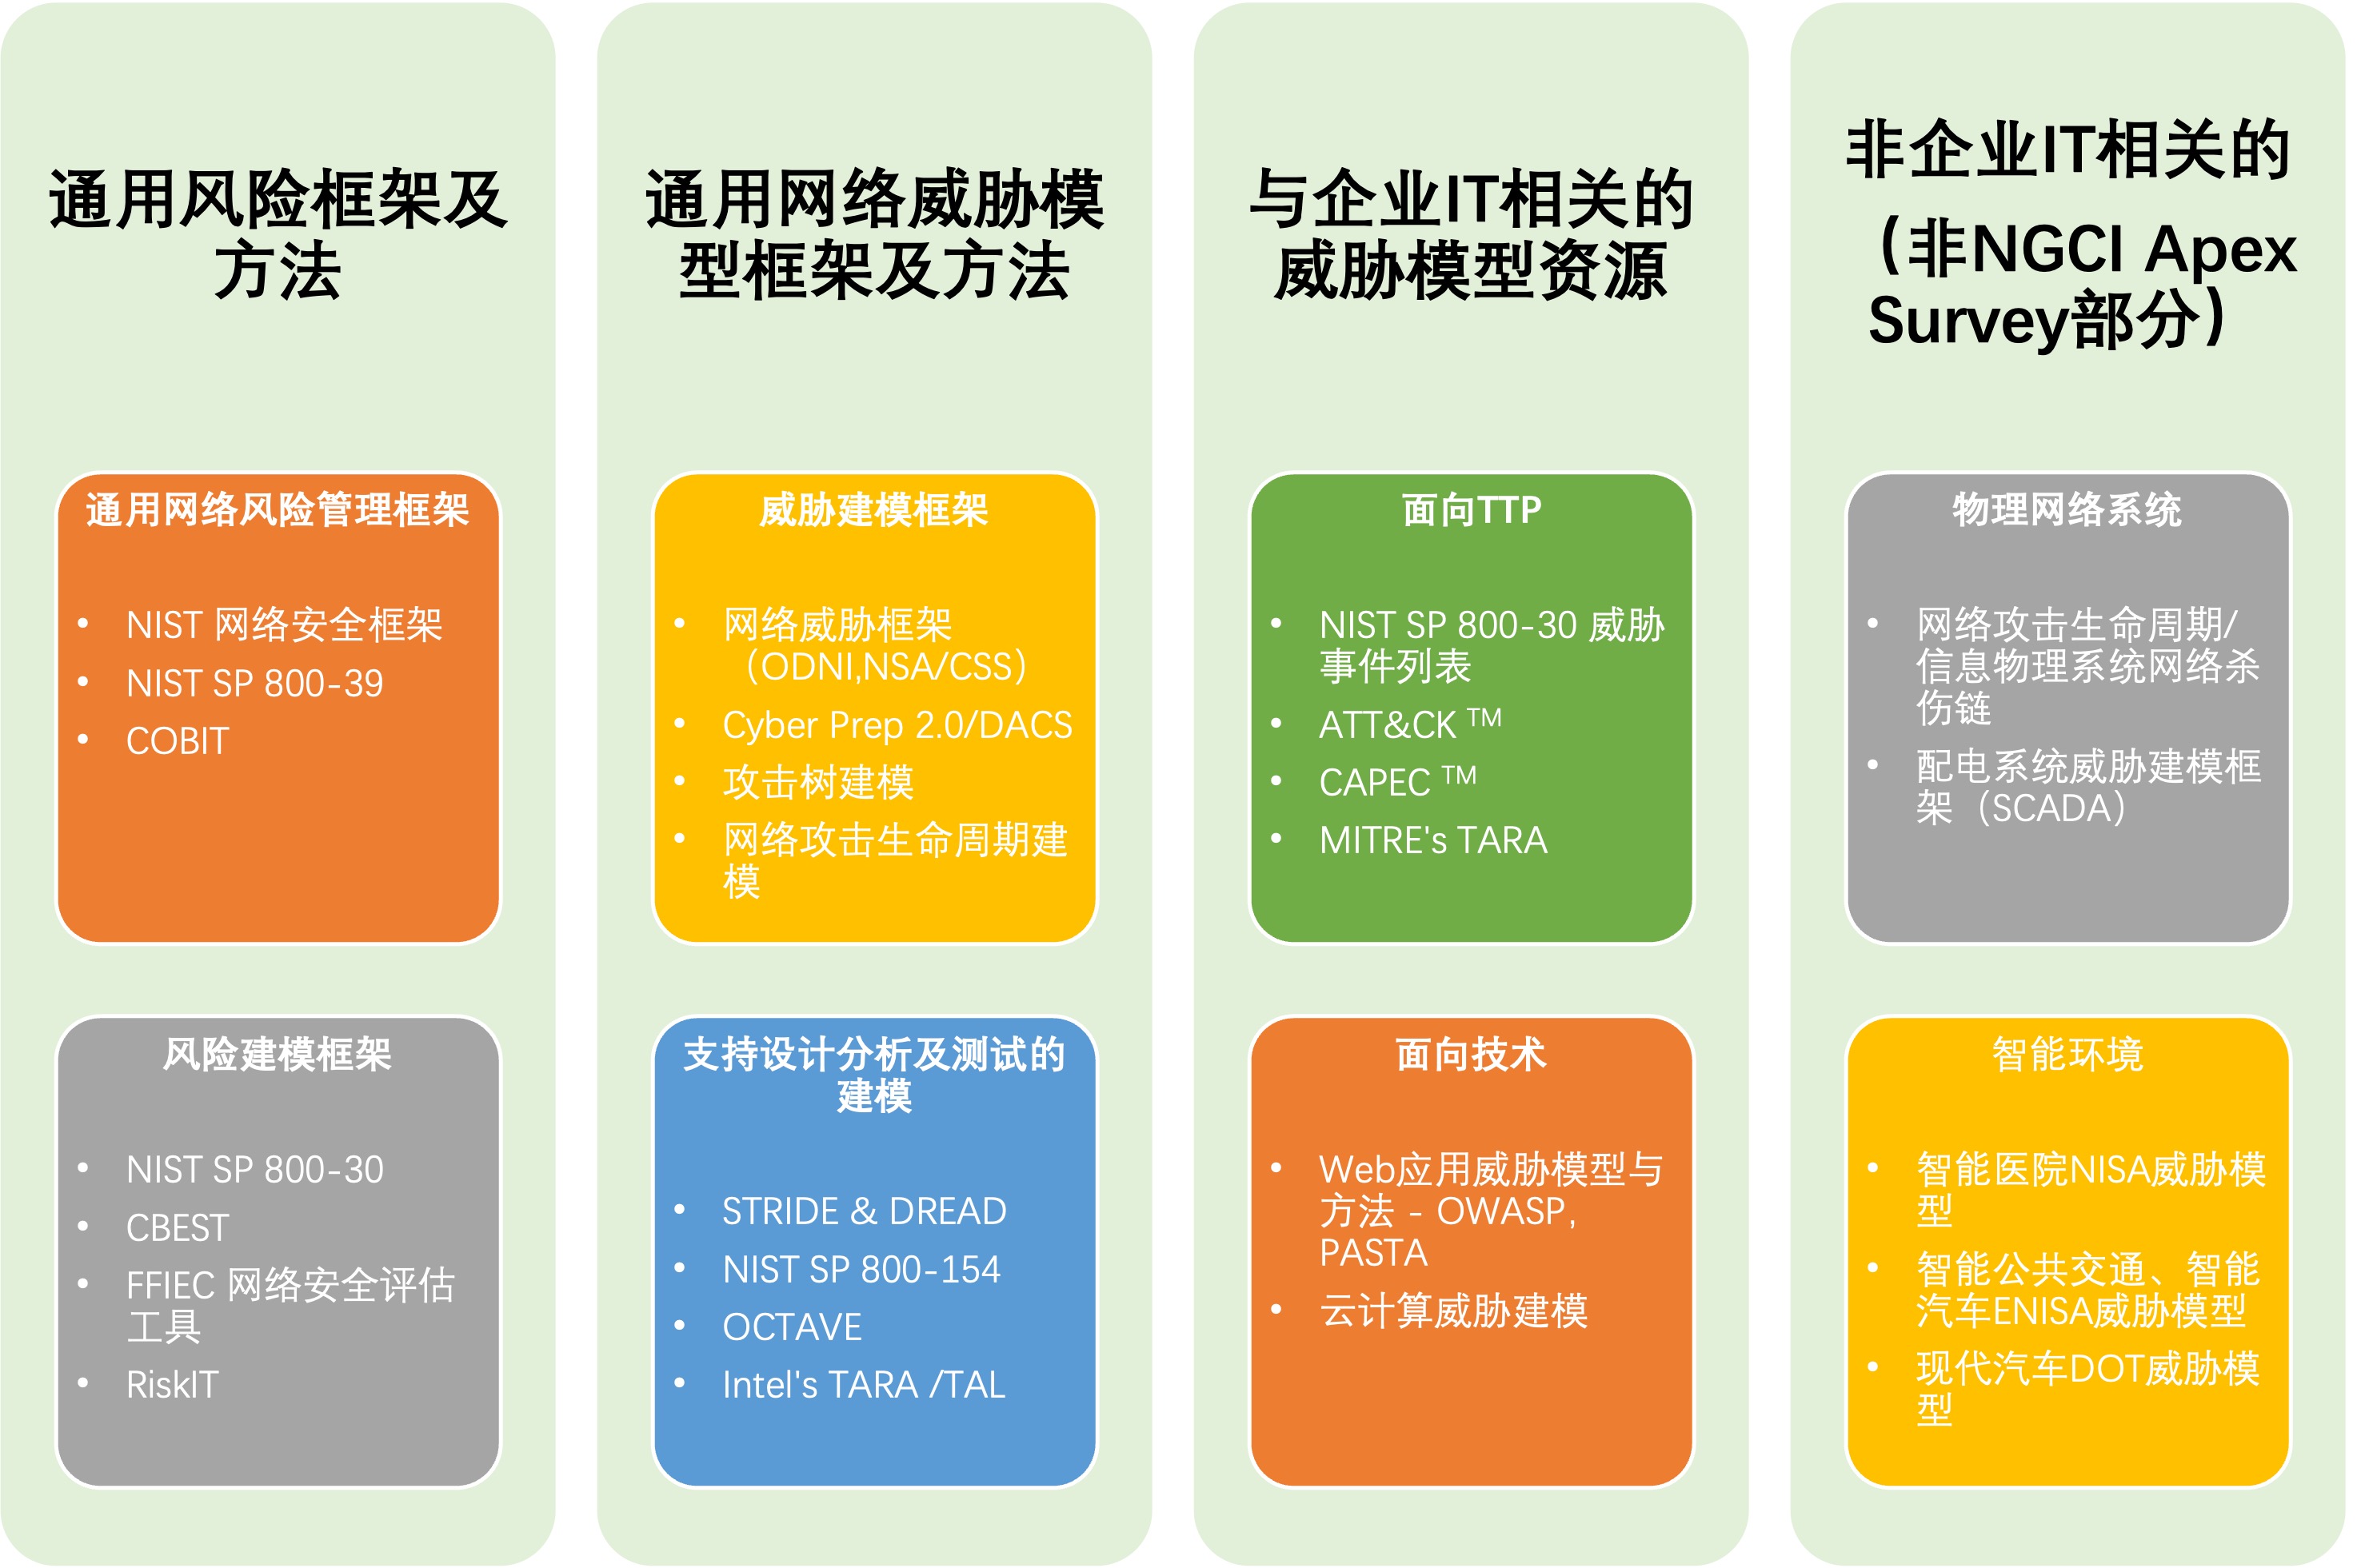 通用风险框架及
方法
通用网络风险管理框架
• NIST 网络安全框架
• NIST SP 800-39
• COBIT
风险建模框架
• NIST SP 800-30
• CBEST
• FFIEC 网络安全评估
工具
• RiskIT
通用网络威胁模
型框架及方法
威胁建模框架
• 网络威胁框架
（ODNI,NSA/CSS）
• Cyber Prep 2.0/DACS
• 攻击树建模
• 网络攻击生命周期建
模
支持设计分析及测试的
建模
• STRIDE & DREAD
• NIST SP 800-154
• OCTAVE
• Intel's TARA /TAL
与企业IT相关的
威胁模型资源
面向TTP
• NIST SP 800-30 威胁
事件列表
• ATT&CK ™
• CAPEC ™
• MITRE's TARA
面向技术
• Web应用威胁模型与
方法 - OWASP,
PASTA
• 云计算威胁建模
非企业IT相关的
（非NGCI Apex
Survey部分）
物理网络系统
• 网络攻击生命周期/
信息物理系统网络杀
伤链
• 配电系统威胁建模框
架（SCADA）
智能环境
• 智能医院NISA威胁模
型
• 智能公共交通、智能
汽车ENISA威胁模型
• 现代汽车DOT威胁模
型